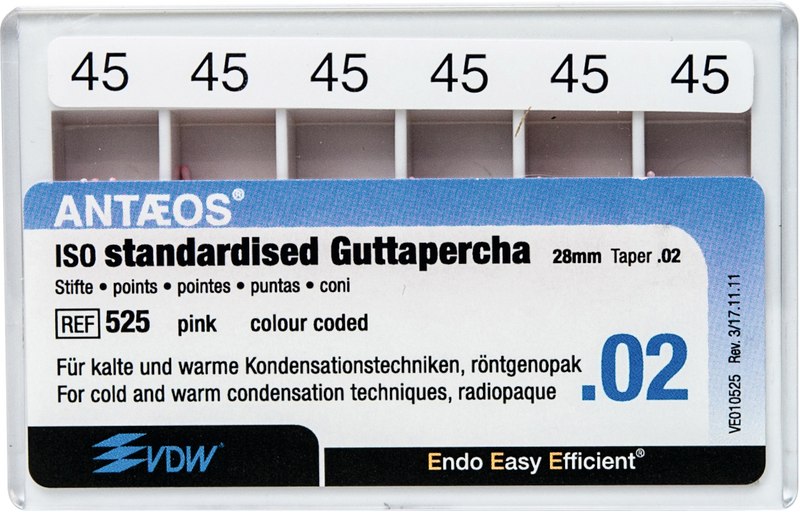 45 45 45 45 45 45
ANTÆOS®
ISO standardised Guttapercha 28mm Taper .02
Stifte • points • pointes • puntas • coni
REF 525 pink colour coded
Für kalte und warme Kondensationstechniken, röntgenopak
For cold and warm condensation techniques, radiopaque
.02
VE010525 Rev. 3/17.11.11
VDW®
Endo Easy Efficient®